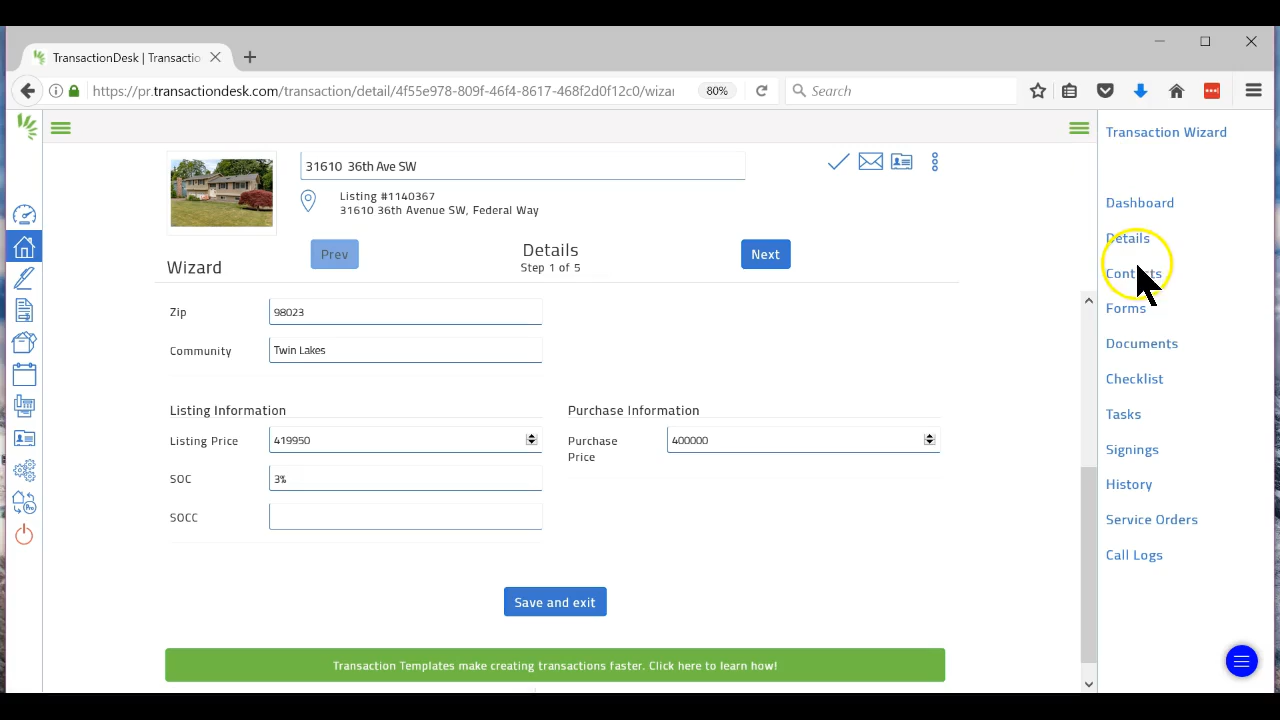 TransactionDesk | Transactio
https://pr.transactiondesk.com/transaction/detail/4f55e978-809f-46f4-8617-468f2d0f12c0/wizar
80%
Search
Transaction Wizard
31610 36th Ave SW
Listing #1140367
31610 36th Avenue SW, Federal Way
Prev
Details
Step 1 of 5
Next
Wizard
Zip
98023
Community
Twin Lakes
Listing Information
Purchase Information
Listing Price
419950
Purchase
Price
400000
SOC
3%
SOCC
Save and exit
Transaction Templates make creating transactions faster. Click here to learn how!
Dashboard
Details
Contacts
Forms
Documents
Checklist
Tasks
Signings
History
Service Orders
Call Logs